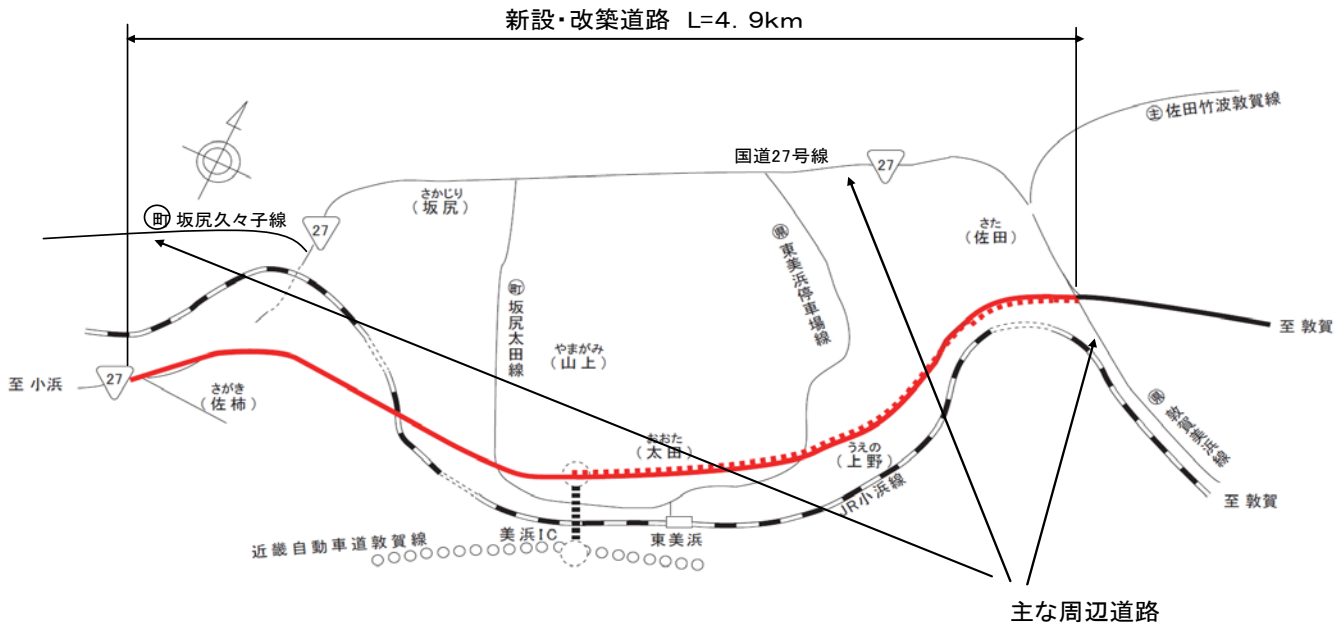 新設・改築道路 L=4. 9km
主 佐田竹波敦賀線
国道27号線
27
さかじり
(坂尻)
町 坂尻久々子線
27
さた
(佐田)
県 東美浜停車場線
町 坂尻太田線
やまがみ
(山上)
至 敦賀
至 小浜
27
さがき
(佐柿)
県 敦賀美浜線
おおた
(太田)
うえの
(上野)
JR小浜線
至 敦賀
近畿自動車道敦賀線
美浜IC
東美浜
主な周辺道路